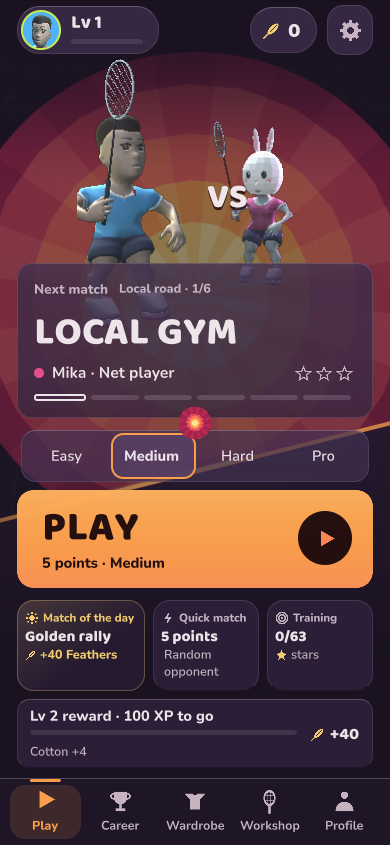 Lv 1
0
VS
Next match Local road · 1/6
LOCAL GYM
Mika · Net player
Easy Medium Hard Pro
PLAY
5 points · Medium
Match of the day
Golden rally
+40 Feathers
Quick match
5 points
Random
opponent
Training
0/63
stars
Lv 2 reward · 100 XP to go
+40
Cotton +4
Play Career Wardrobe Workshop Profile